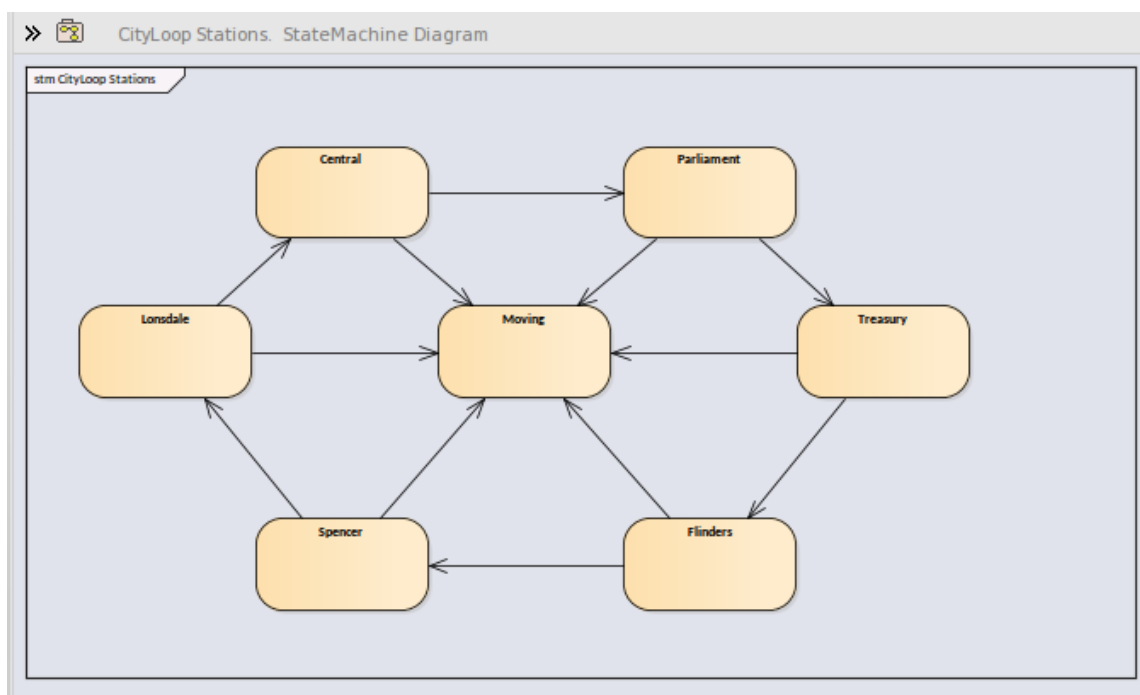 CityLoop Stations. StateMachine Diagram
stm CityLoop Stations
Central
Parliament
Lonsdale
Moving
Treasury
Spencer
Flinders